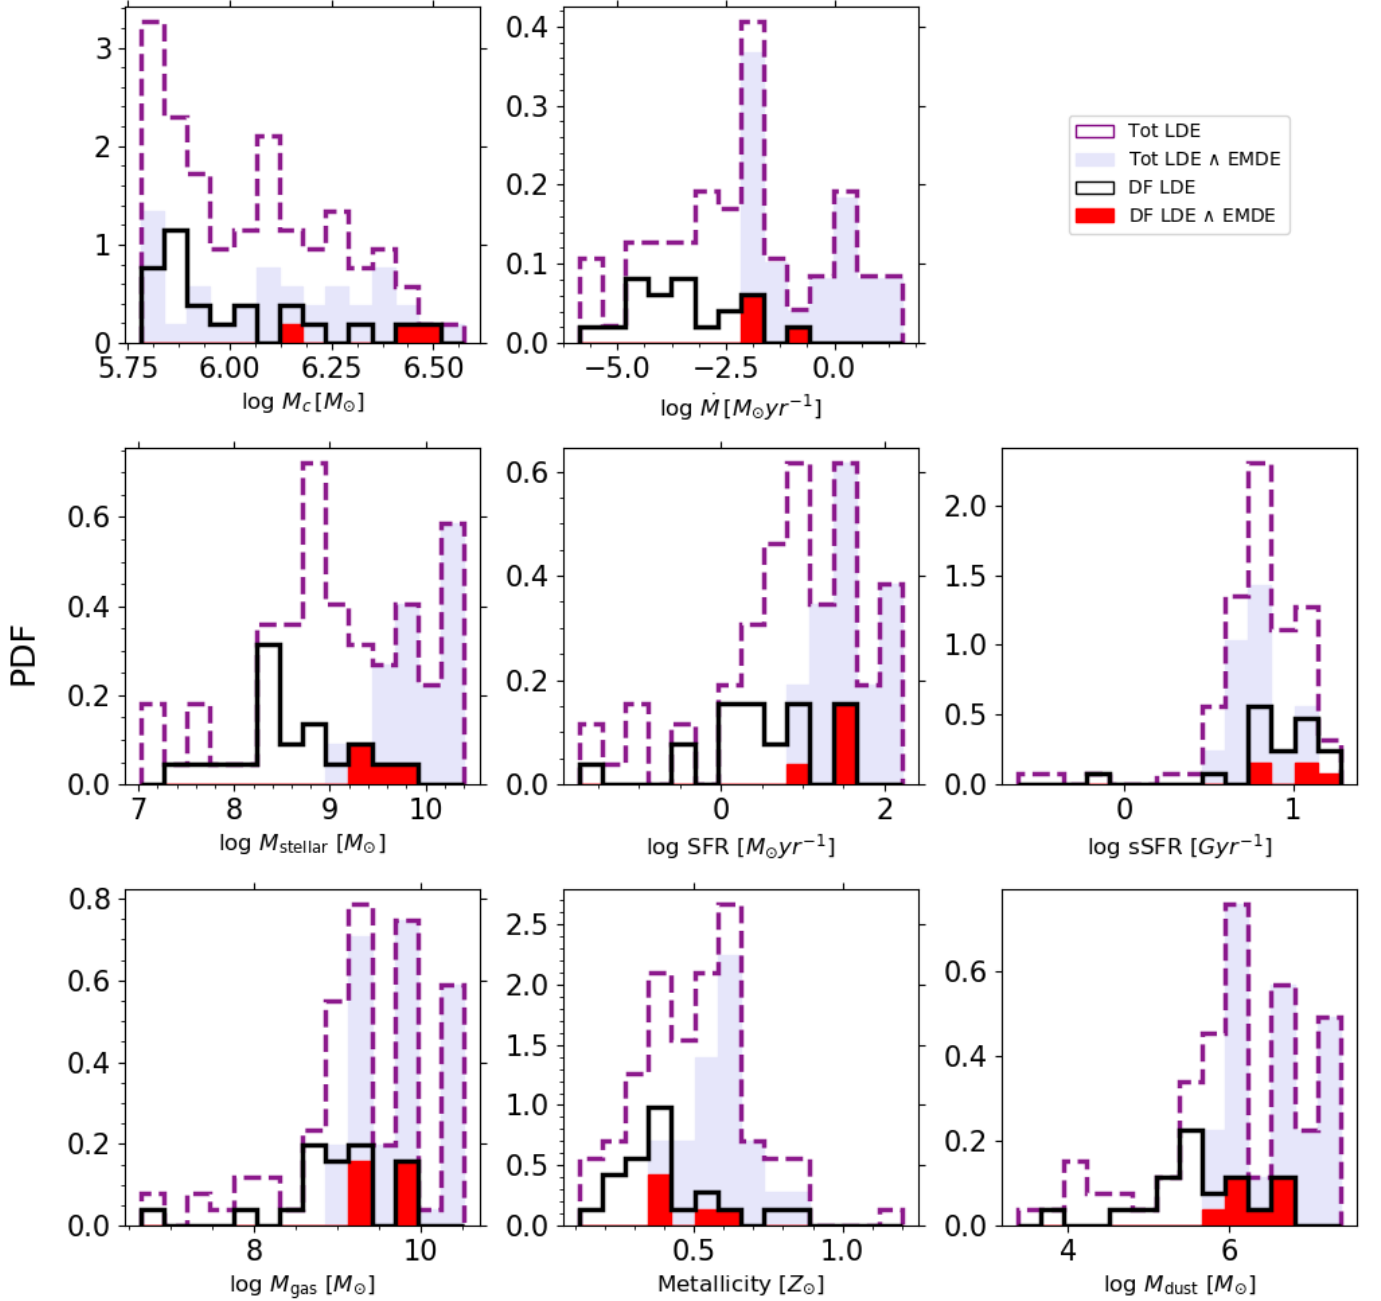 3
2
1
0
5.75 6.00 6.25 6.50
log M_c [M_⊙]
0.4
0.3
0.2
0.1
0.0
−5.0 −2.5 0.0
log Ṁ [M_⊙yr⁻¹]
Tot LDE
Tot LDE ∧ EMDE
DF LDE
DF LDE ∧ EMDE
PDF
0.6
0.4
0.2
0.0
7 8 9 10
log M_stellar [M_⊙]
0.6
0.4
0.2
0.0
0 2
log SFR [M_⊙yr⁻¹]
2.0
1.5
1.0
0.5
0.0
0 1
log sSFR [Gyr⁻¹]
0.8
0.6
0.4
0.2
0.0
8 10
log M_gas [M_⊙]
2.5
2.0
1.5
1.0
0.5
0.0
0.5 1.0
Metallicity [Z_⊙]
0.6
0.4
0.2
0.0
4 6
log M_dust [M_⊙]